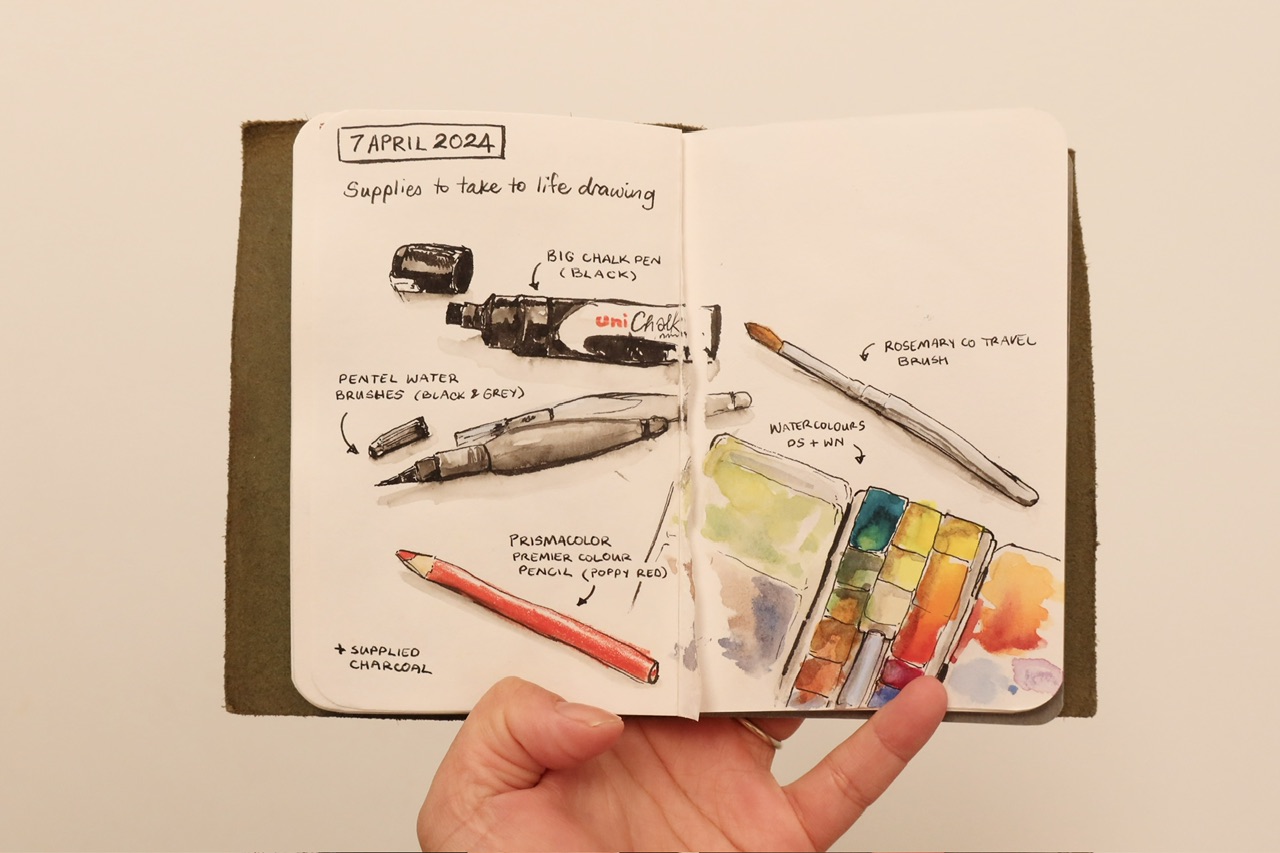 7 APRIL 2024
Supplies to take to life drawing
BIG CHALK PEN
(BLACK)
uni Chalk
PENTEL WATER
BRUSHES (BLACK & GREY)
PRISMACOLOR
PREMIER COLOUR
PENCIL (POPPY RED)
+ SUPPLIED
CHARCOAL
ROSEMARY CO TRAVEL
BRUSH
WATERCOLOURS
DS + WN